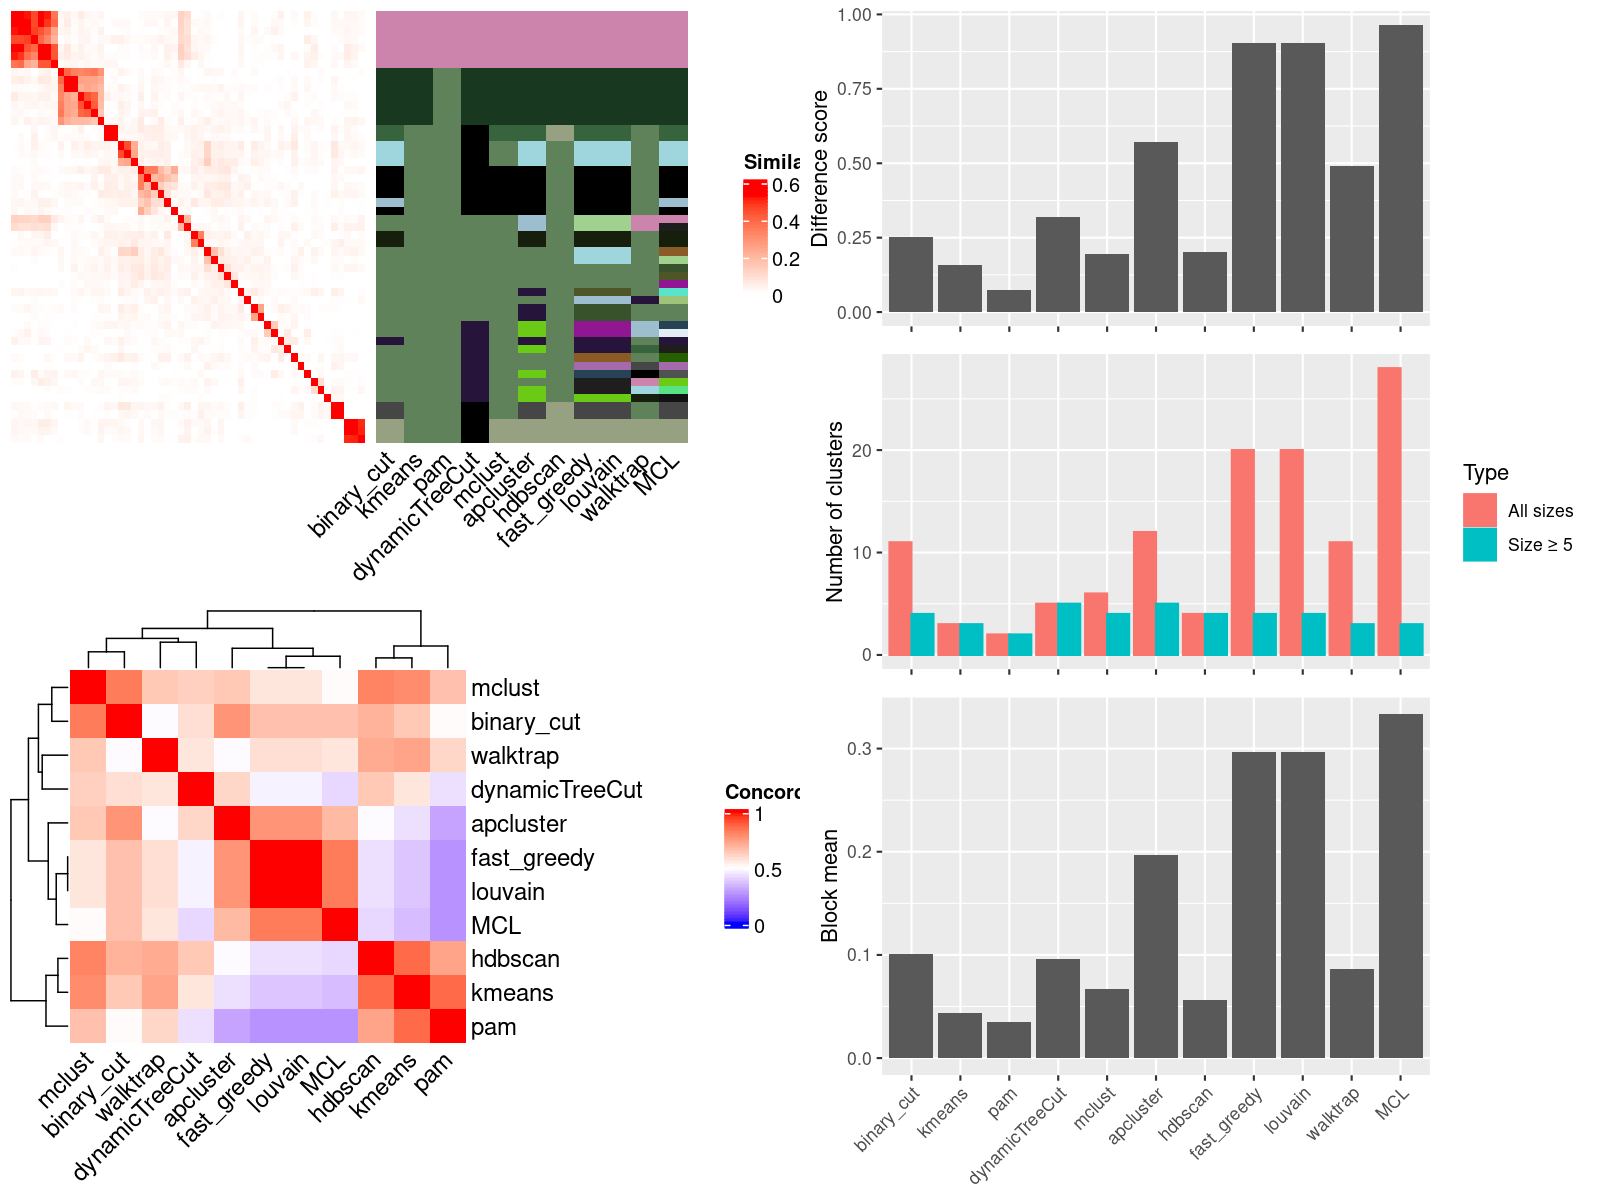 Simila
0.6
0.4
0.2
0
binary_cut
kmeans
pam
dynamicTreeCut
mclust
apcluster
hdbscan
fast_greedy
louvain
walktrap
MCL
Difference score
1.00
0.75
0.50
0.25
0.00
Number of clusters
20
10
0
Type
All sizes
Size ≥ 5
Block mean
0.3
0.2
0.1
0.0
binary_cut
kmeans
pam
dynamicTreeCut
mclust
apcluster
hdbscan
fast_greedy
louvain
walktrap
MCL
mclust
binary_cut
walktrap
dynamicTreeCut
apcluster
fast_greedy
louvain
MCL
hdbscan
kmeans
pam
mclust
binary_cut
walktrap
dynamicTreeCut
apcluster
fast_greedy
louvain
MCL
hdbscan
kmeans
pam
Concord
1
0.5
0